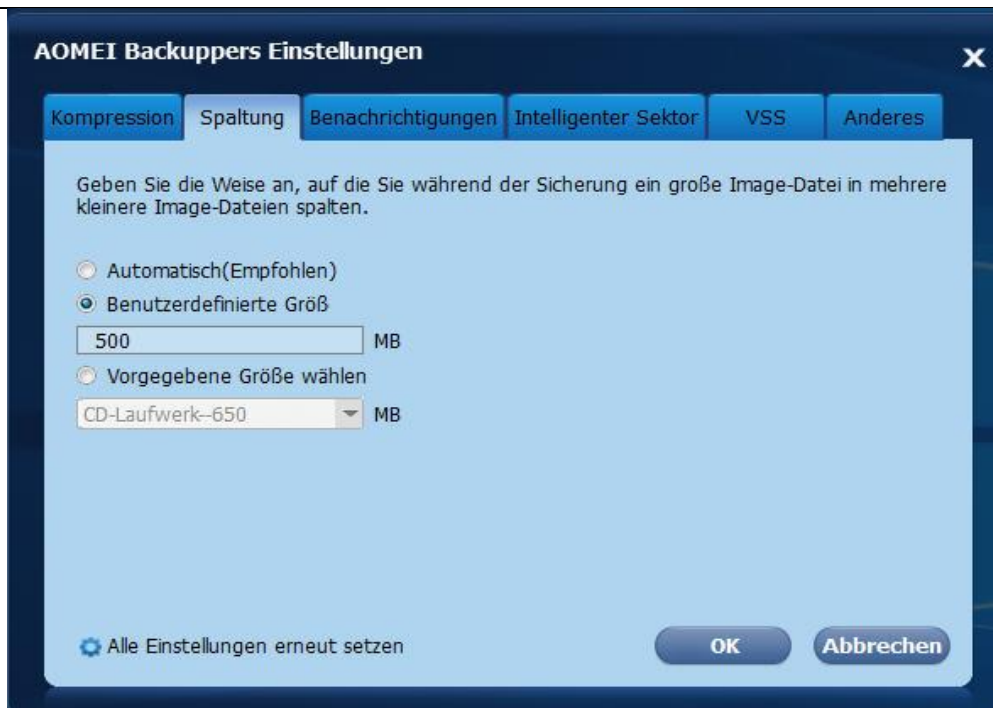 AOMEI Backuppers Einstellungen
x
Kompression Spaltung Benachrichtigungen Intelligenter Sektor VSS Anderes
Geben Sie die Weise an, auf die Sie während der Sicherung ein große Image-Datei in mehrere
kleinere Image-Dateien spalten.
Automatisch(Empfohlen)
Benutzerdefinierte Größ
500 MB
Vorgegebene Größe wählen
CD-Laufwerk--650 MB
Alle Einstellungen erneut setzen OK Abbrechen